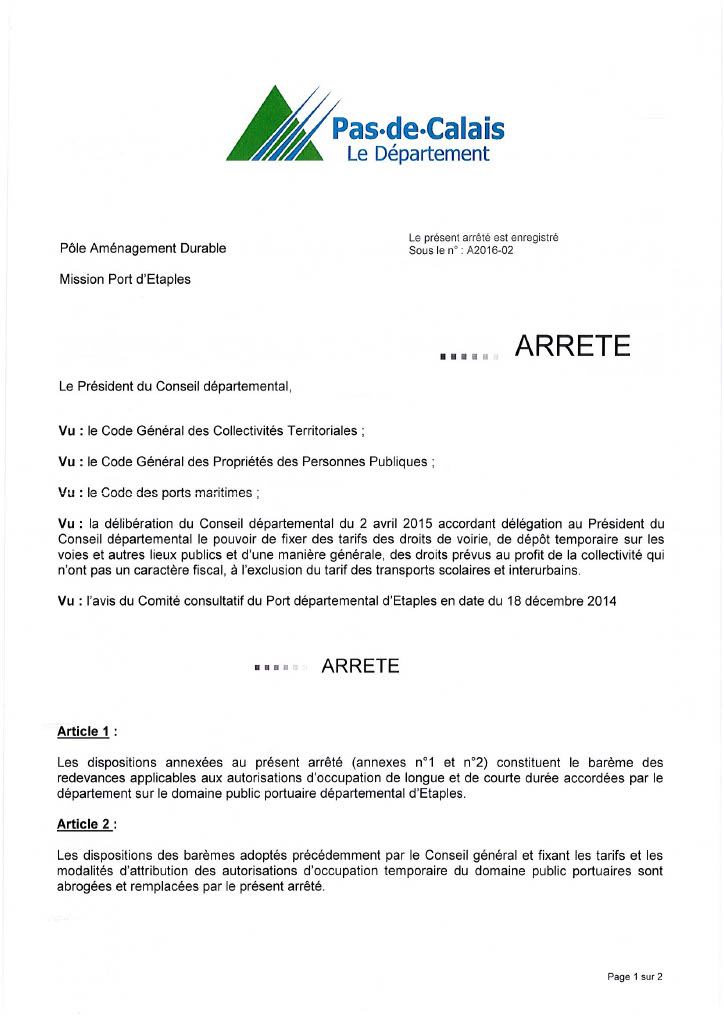 Pas-de-Calais
Le Département
Pôle Aménagement Durable
Le présent arrêté est enregistré
Sous le n° : A2016-02
Mission Port d'Etaples
ARRETE
Le Président du Conseil départemental,
Vu : le Code Général des Collectivités Territoriales ;
Vu : le Code Général des Propriétés des Personnes Publiques ;
Vu : le Code des ports maritimes ;
Vu : la délibération du Conseil départemental du 2 avril 2015 accordant délégation au Président du
Conseil départemental le pouvoir de fixer des tarifs des droits de voirie, de dépôt temporaire sur les
voies et autres lieux publics et d'une manière générale, des droits prévus au profit de la collectivité qui
n'ont pas un caractère fiscal, à l'exclusion du tarif des transports scolaires et interurbains.
Vu : l'avis du Comité consultatif du Port départemental d'Etaples en date du 18 décembre 2014
ARRETE
Article 1 :
Les dispositions annexées au présent arrêté (annexes n°1 et n°2) constituent le barème des
redevances applicables aux autorisations d'occupation de longue et de courte durée accordées par le
département sur le domaine public portuaire départemental d'Etaples.
Article 2 :
Les dispositions des barèmes adoptés précédemment par le Conseil général et fixant les tarifs et les
modalités d'attribution des autorisations d'occupation temporaire du domaine public portuaires sont
abrogées et remplacées par le présent arrêté.
Page 1 sur 2